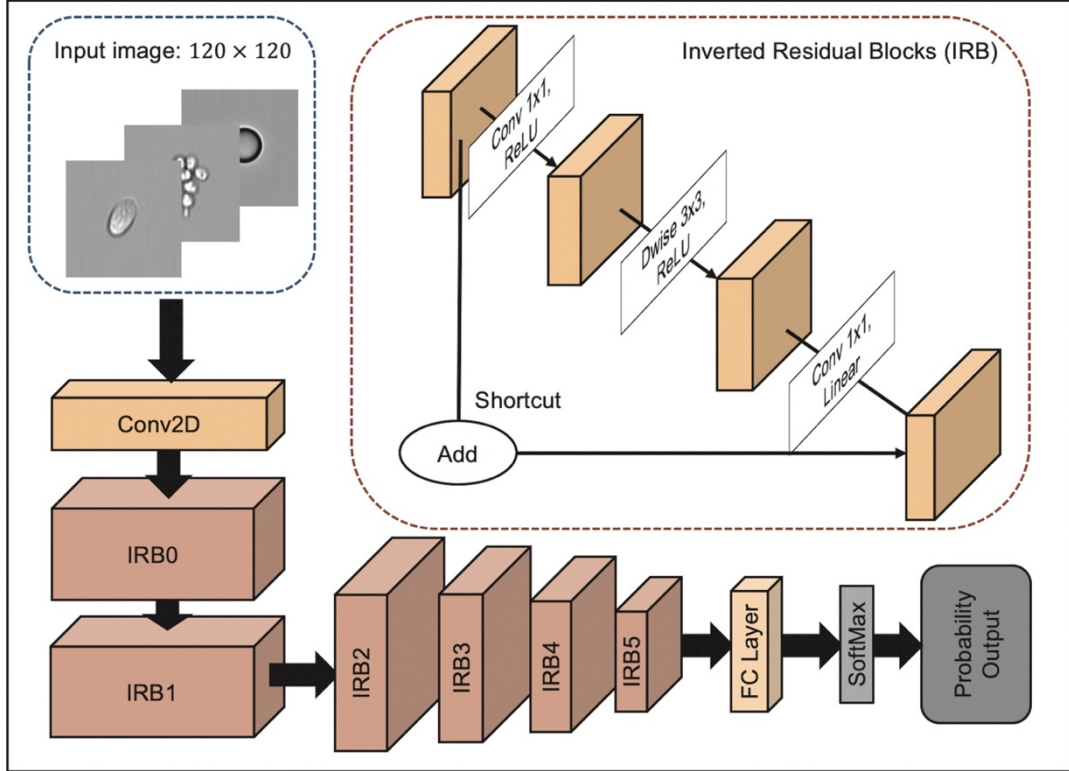 Input image: 120 × 120
Inverted Residual Blocks (IRB)
Conv 1x1,
ReLU
Dwise 3x3,
ReLU
Conv 1x1,
Linear
Shortcut
Add
Conv2D
IRB0
IRB1
IRB2
IRB3
IRB4
IRB5
FC Layer
SoftMax
Probability
Output